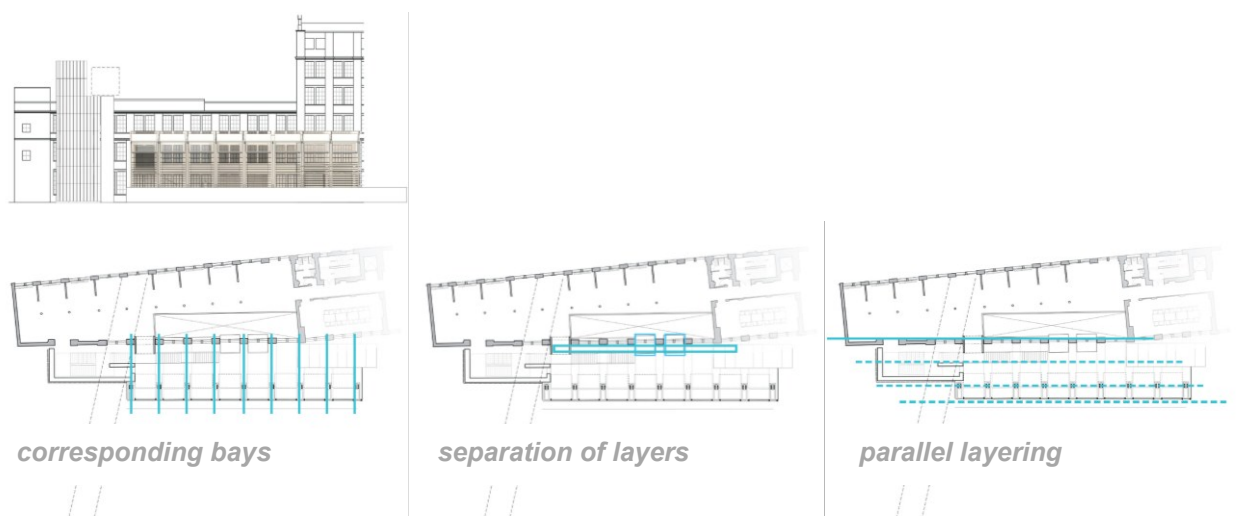 corresponding bays
separation of layers
parallel layering